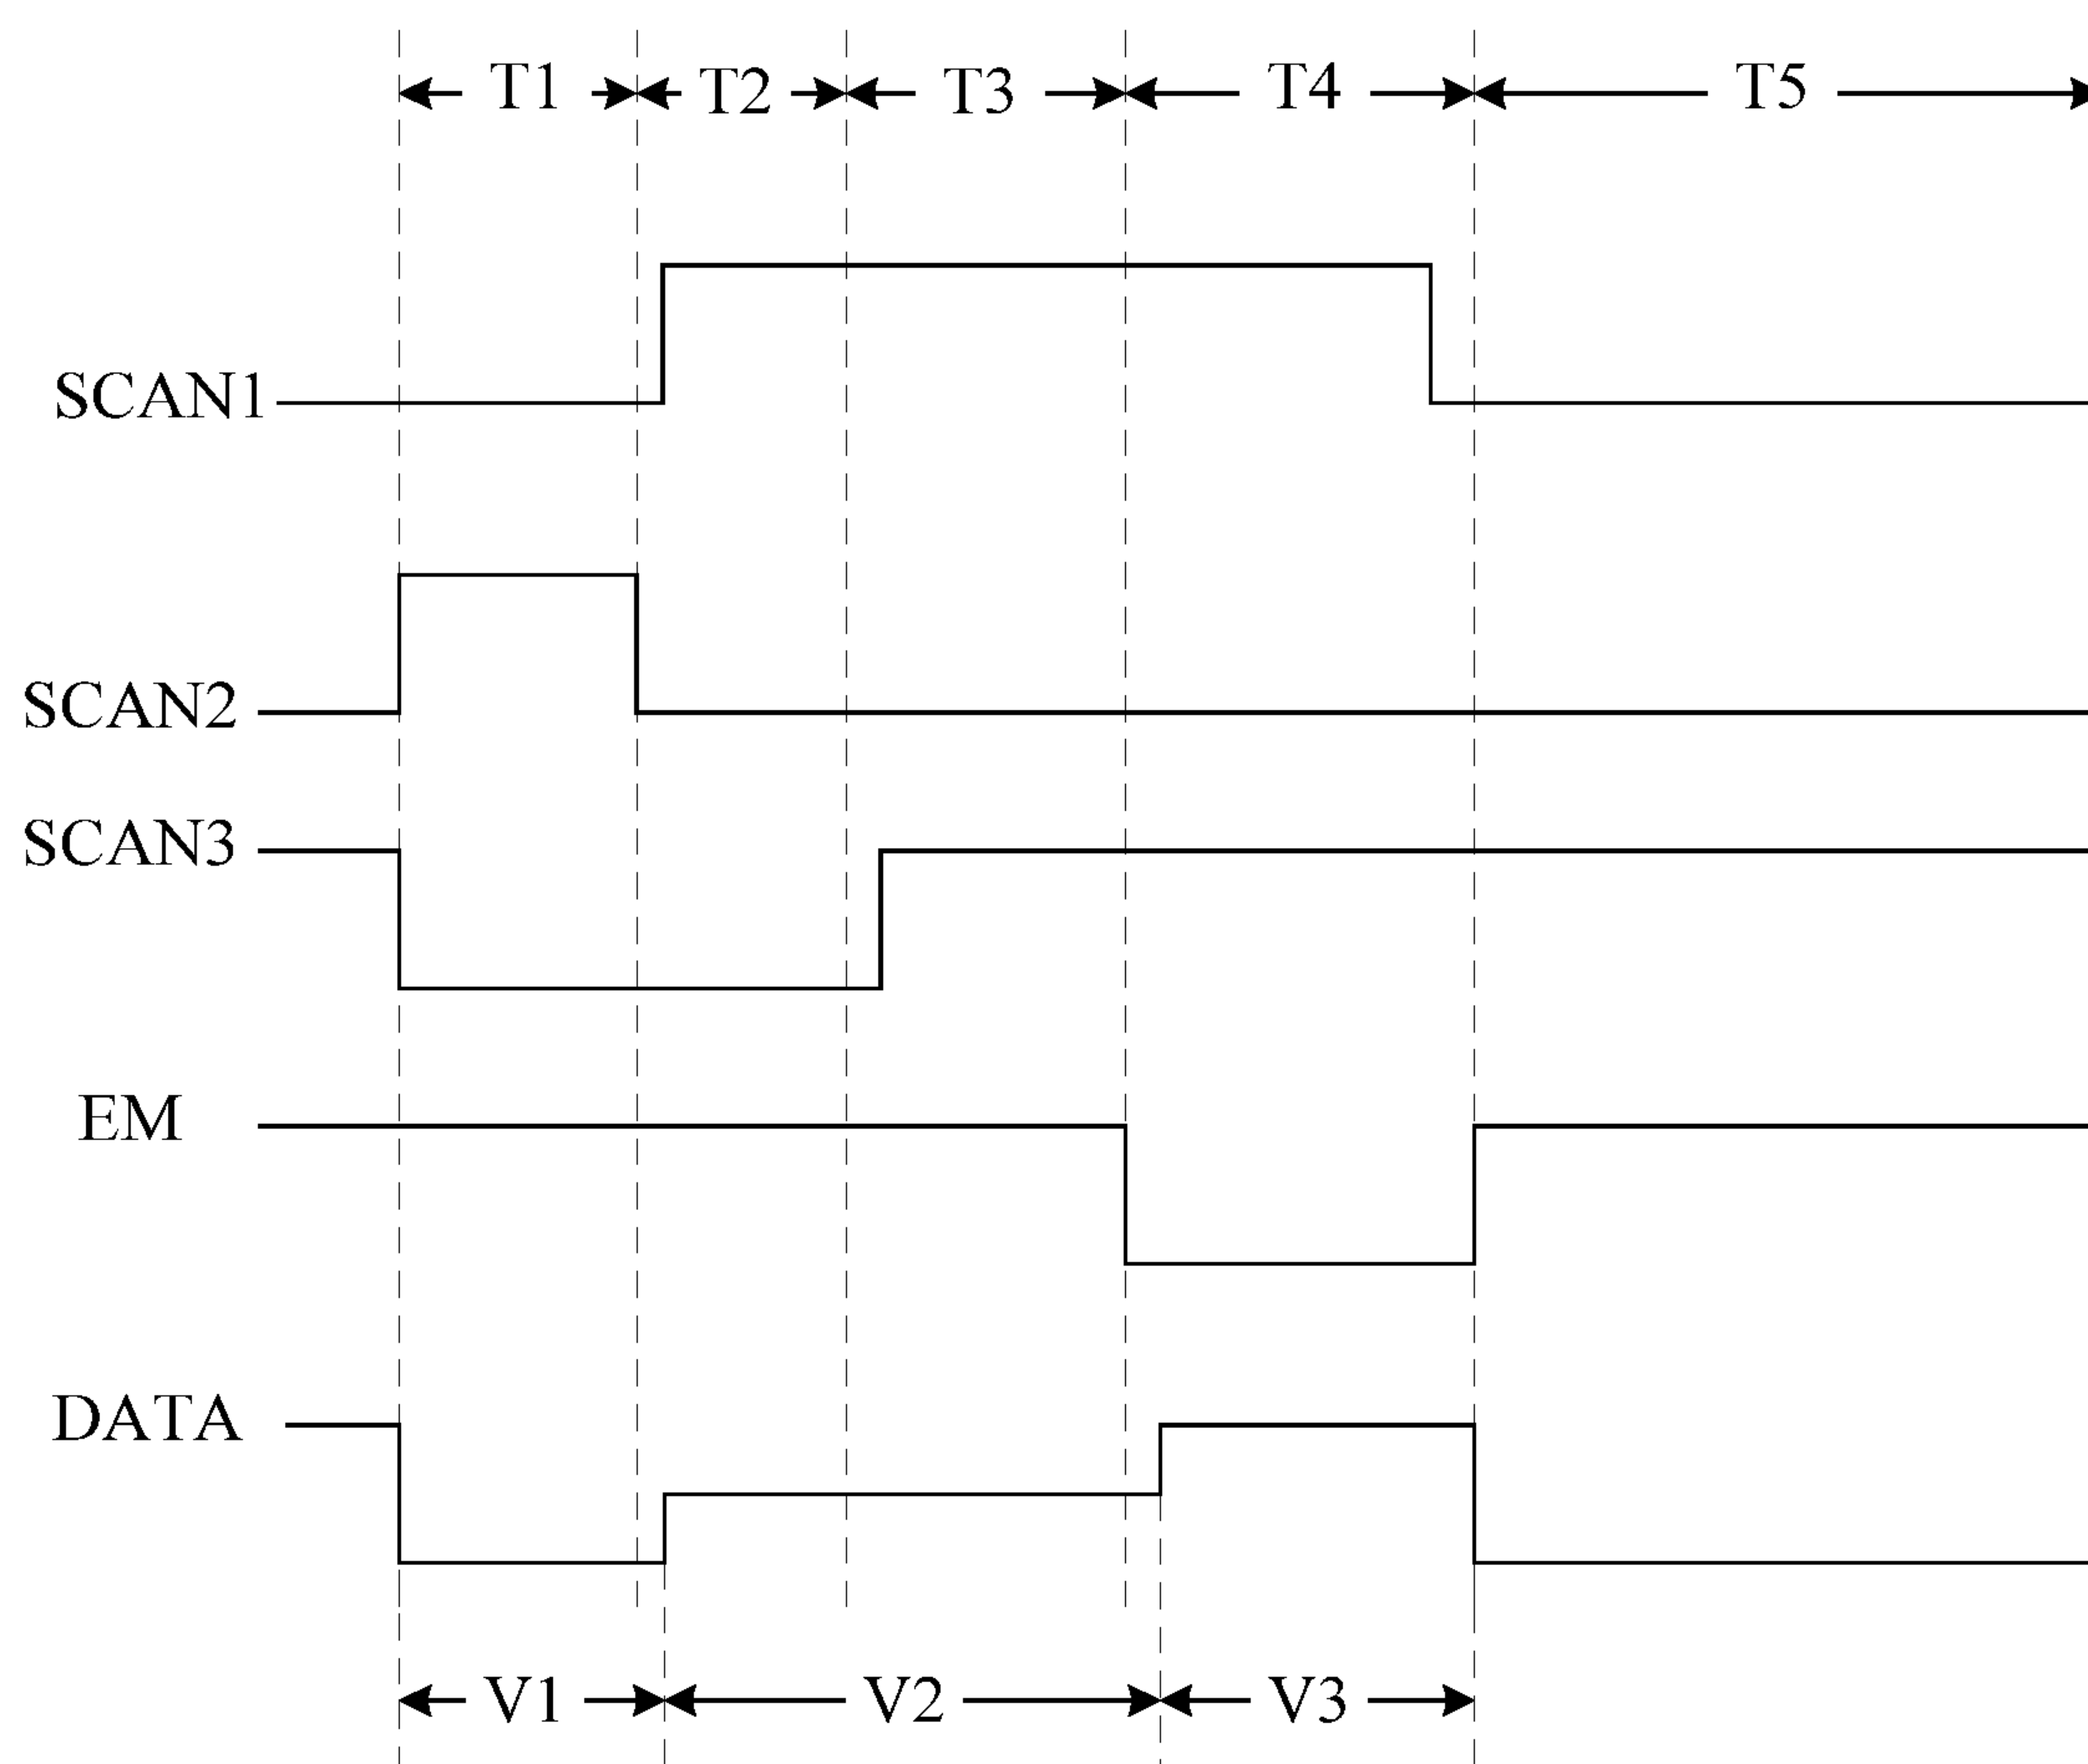 T1 T2 T3 T4 T5
SCAN1
SCAN2
SCAN3
EM
DATA
V1 V2 V3